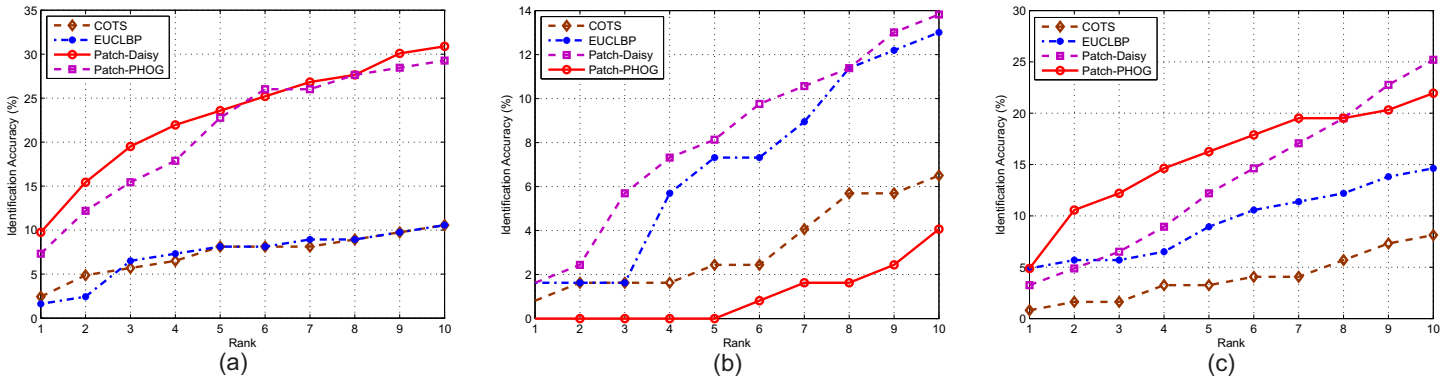 COTS
EUCLBP
Patch-Daisy
Patch-PHOG
Identification Accuracy (%)
35
30
25
20
15
10
5
0
1 2 3 4 5 6 7 8 9 10
Rank
(a)
COTS
EUCLBP
Patch-Daisy
Patch-PHOG
Identification Accuracy (%)
14
12
10
8
6
4
2
0
1 2 3 4 5 6 7 8 9 10
Rank
(b)
COTS
EUCLBP
Patch-Daisy
Patch-PHOG
Identification Accuracy (%)
30
25
20
15
10
5
0
1 2 3 4 5 6 7 8 9 10
Rank
(c)